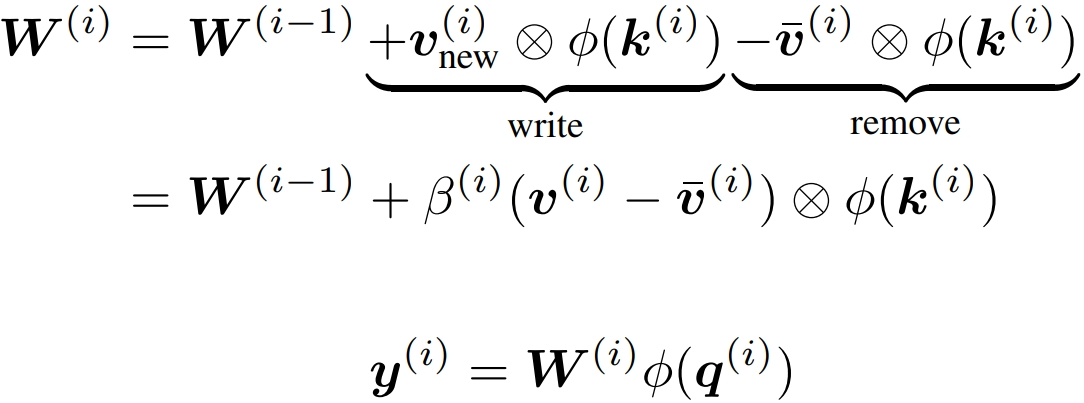 W^(i) = W^(i−1) +v_new^(i) ⊗ ϕ(k^(i)) −v̄^(i) ⊗ ϕ(k^(i))
write remove
= W^(i−1) + β^(i)(v^(i) − v̄^(i)) ⊗ ϕ(k^(i))
y^(i) = W^(i)ϕ(q^(i))